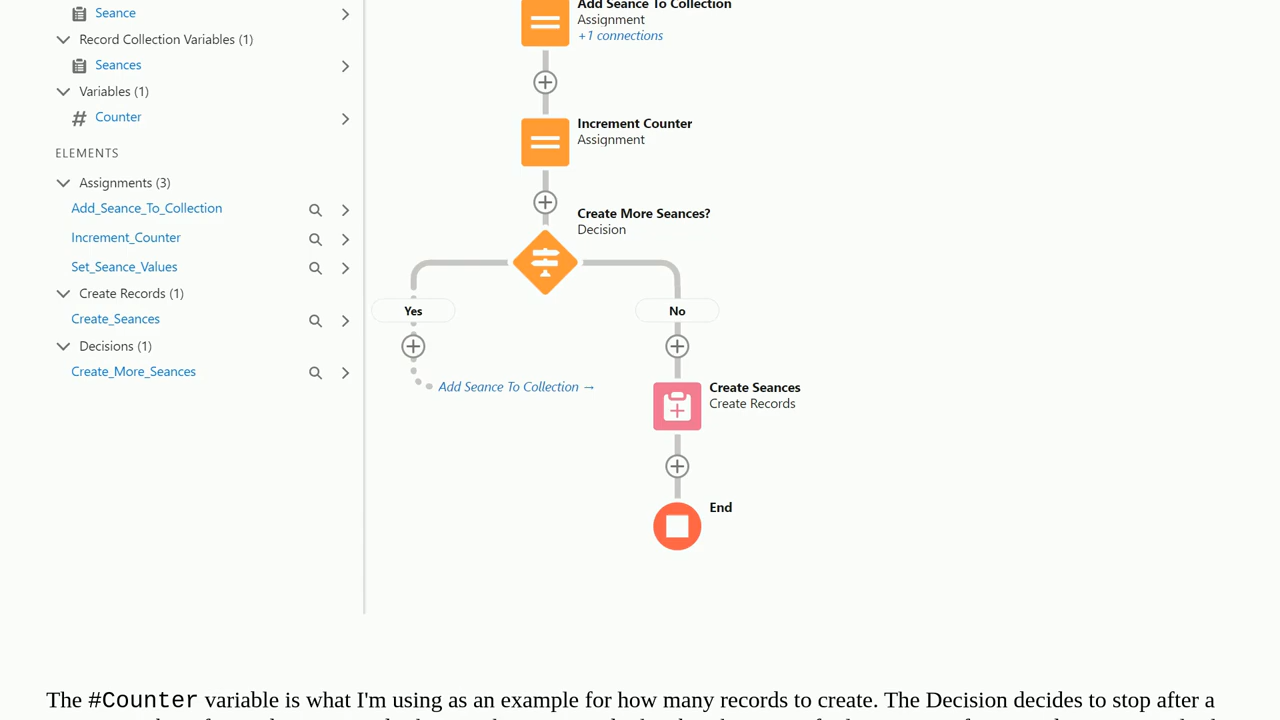 Seance
Record Collection Variables (1)
Seances
Variables (1)
Counter
ELEMENTS
Assignments (3)
Add_Seance_To_Collection
Increment_Counter
Set_Seance_Values
Create Records (1)
Create_Seances
Decisions (1)
Create_More_Seances
Add Seance To Collection
Assignment
+1 connections
Increment Counter
Assignment
Create More Seances?
Decision
Yes
No
Add Seance To Collection →
Create Seances
Create Records
End
The #Counter variable is what I'm using as an example for how many records to create. The Decision decides to stop after a